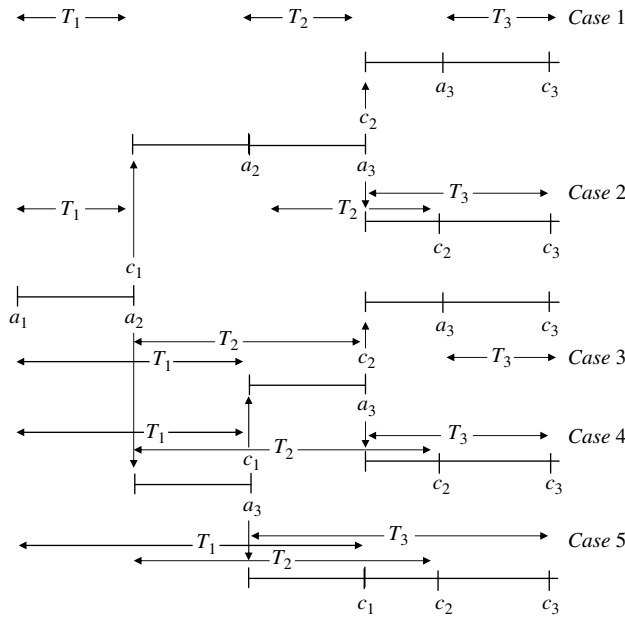 T₁ T₂ T₃ Case 1
a₃ c₃
c₂
a₂ a₃
T₃ Case 2
T₁ T₂
c₂ c₃
c₁
a₁ a₂ a₃ c₃
T₂ c₂
T₁ T₃ Case 3
a₃
T₁ T₃ Case 4
c₁ T₂
c₂ c₃
a₃
T₃ Case 5
T₁
T₂
c₁ c₂ c₃